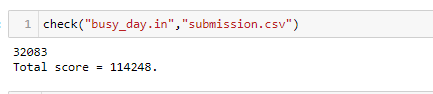 1 check("busy_day.in","submission.csv")
32083
Total score = 114248.